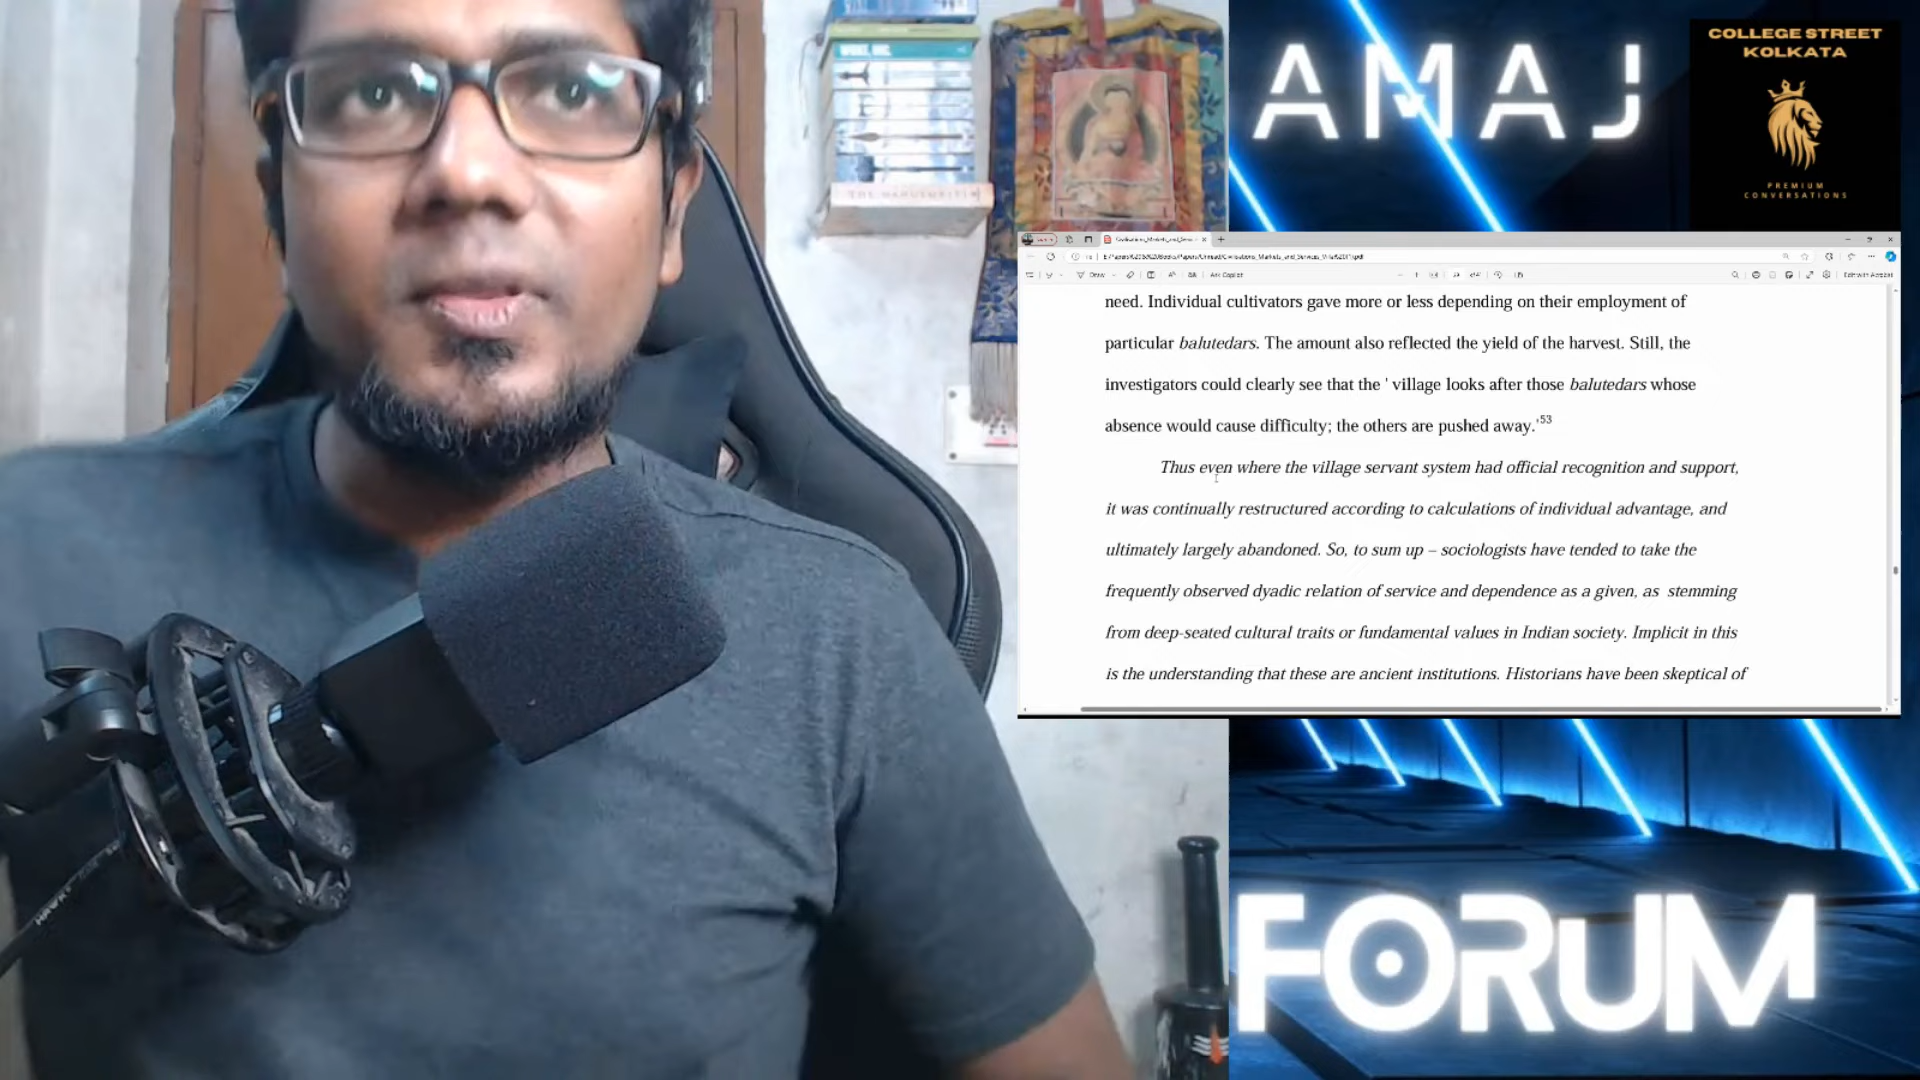 AMAJ
COLLEGE STREET
KOLKATA
PREMIUM
CONVERSATIONS
Draw
Ask Copilot
Edit with Acrobat
need. Individual cultivators gave more or less depending on their employment of
particular balutedars. The amount also reflected the yield of the harvest. Still, the
investigators could clearly see that the ' village looks after those balutedars whose
absence would cause difficulty; the others are pushed away.'53
Thus even where the village servant system had official recognition and support,
it was continually restructured according to calculations of individual advantage, and
ultimately largely abandoned. So, to sum up – sociologists have tended to take the
frequently observed dyadic relation of service and dependence as a given, as stemming
from deep-seated cultural traits or fundamental values in Indian society. Implicit in this
is the understanding that these are ancient institutions. Historians have been skeptical of
FORUM